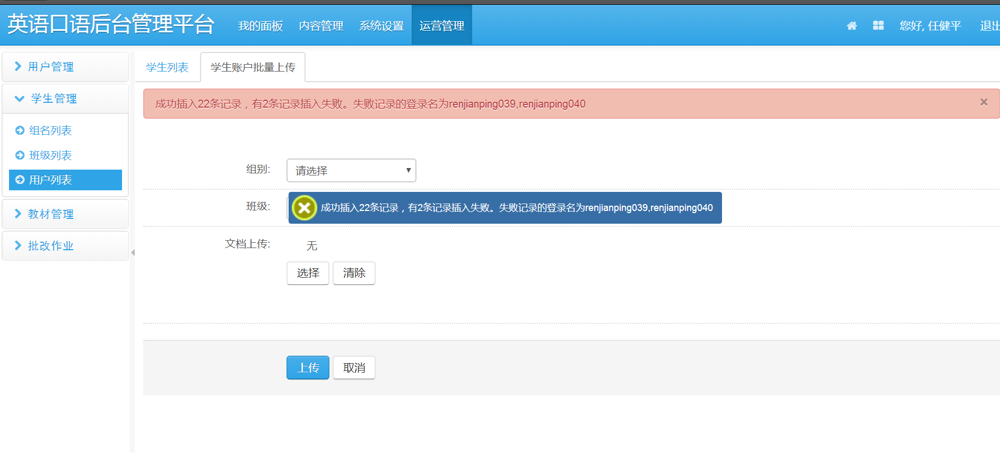 英语口语后台管理平台 我的面板 内容管理 系统设置 运营管理 您好, 任健平 退出
用户管理
学生管理
组名列表
班级列表
用户列表
教材管理
批改作业
学生列表 学生账户批量上传
成功插入22条记录，有2条记录插入失败。失败记录的登录名为renjianping039,renjianping040 ×
组别: 请选择
班级:
成功插入22条记录，有2条记录插入失败。失败记录的登录名为renjianping039,renjianping040
文档上传: 无
选择 清除
上传 取消